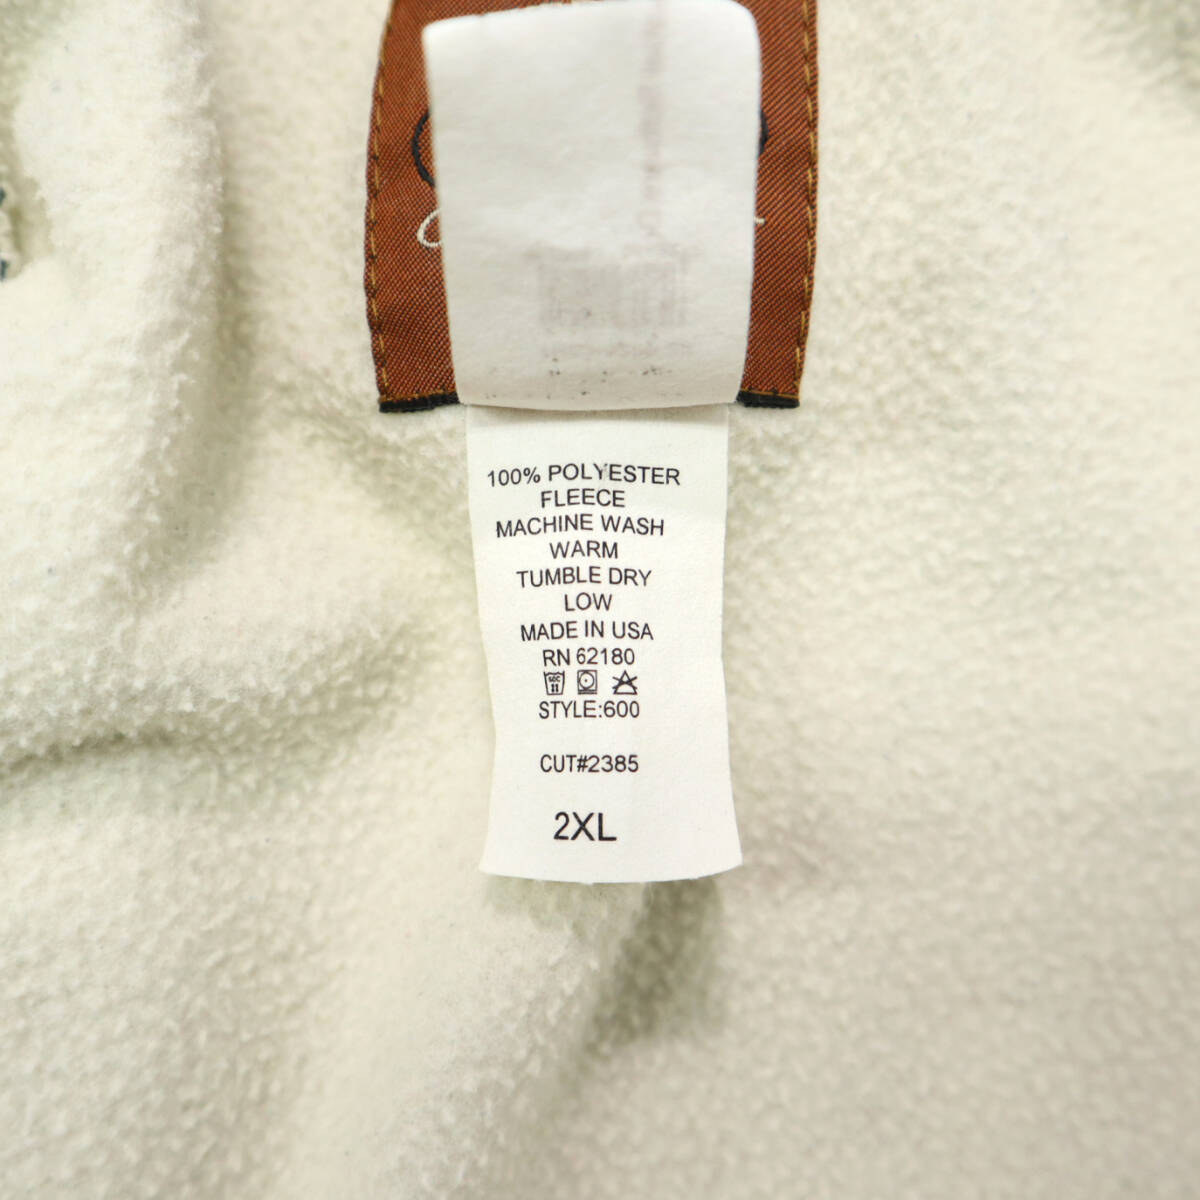 100% POLYESTER
FLEECE
MACHINE WASH
WARM
TUMBLE DRY
LOW
MADE IN USA
RN 62180
STYLE:600
CUT#2385
2XL